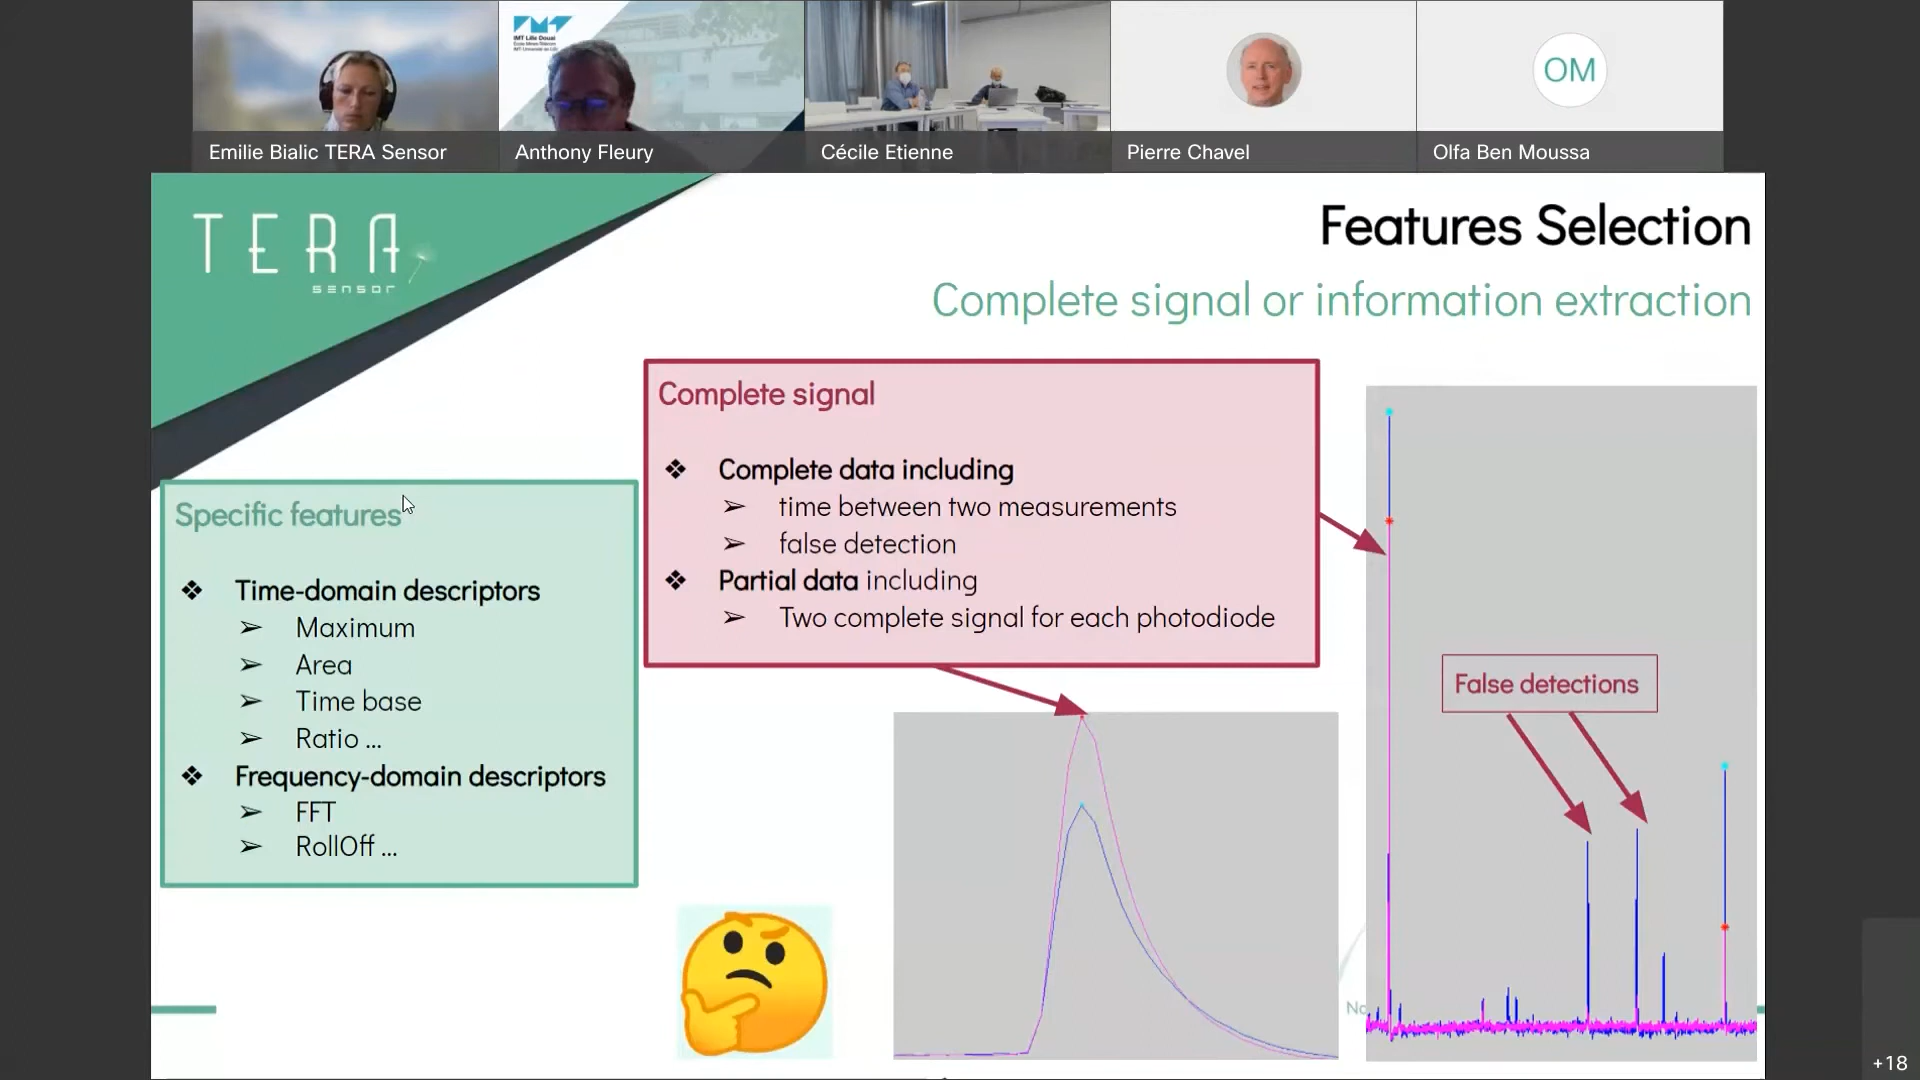 IMT Lille Douai
Emilie Bialic TERA Sensor
Anthony Fleury
Cécile Etienne
Pierre Chavel
OM
Olfa Ben Moussa
TERA
sensor
Features Selection
Complete signal or information extraction
Complete signal
❖ Complete data including
➢ time between two measurements
➢ false detection
❖ Partial data including
➢ Two complete signal for each photodiode
Specific features
❖ Time-domain descriptors
➢ Maximum
➢ Area
➢ Time base
➢ Ratio ...
❖ Frequency-domain descriptors
➢ FFT
➢ RollOff ...
False detections
+18